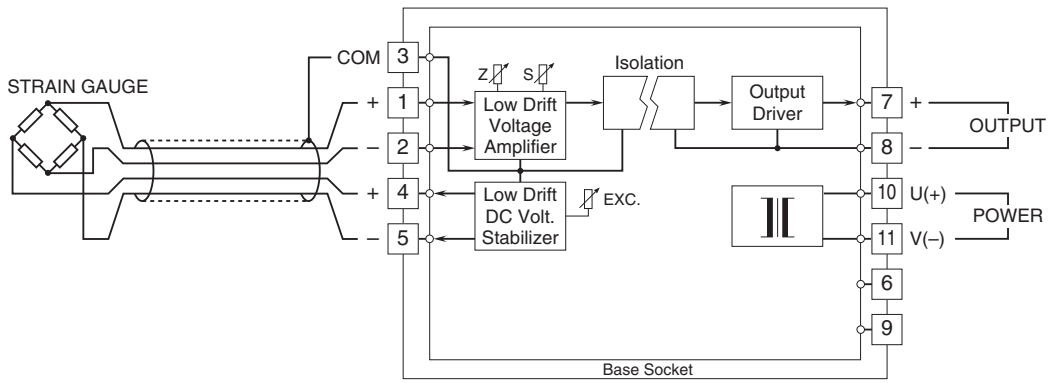 STRAIN GAUGE
COM 3
+ 1
− 2
+ 4
− 5
Z S
Low Drift
Voltage
Amplifier
Low Drift
DC Volt.
Stabilizer
EXC.
Isolation
Output
Driver
7 +
8 −
OUTPUT
10 U(+)
11 V(–)
POWER
6
9
Base Socket